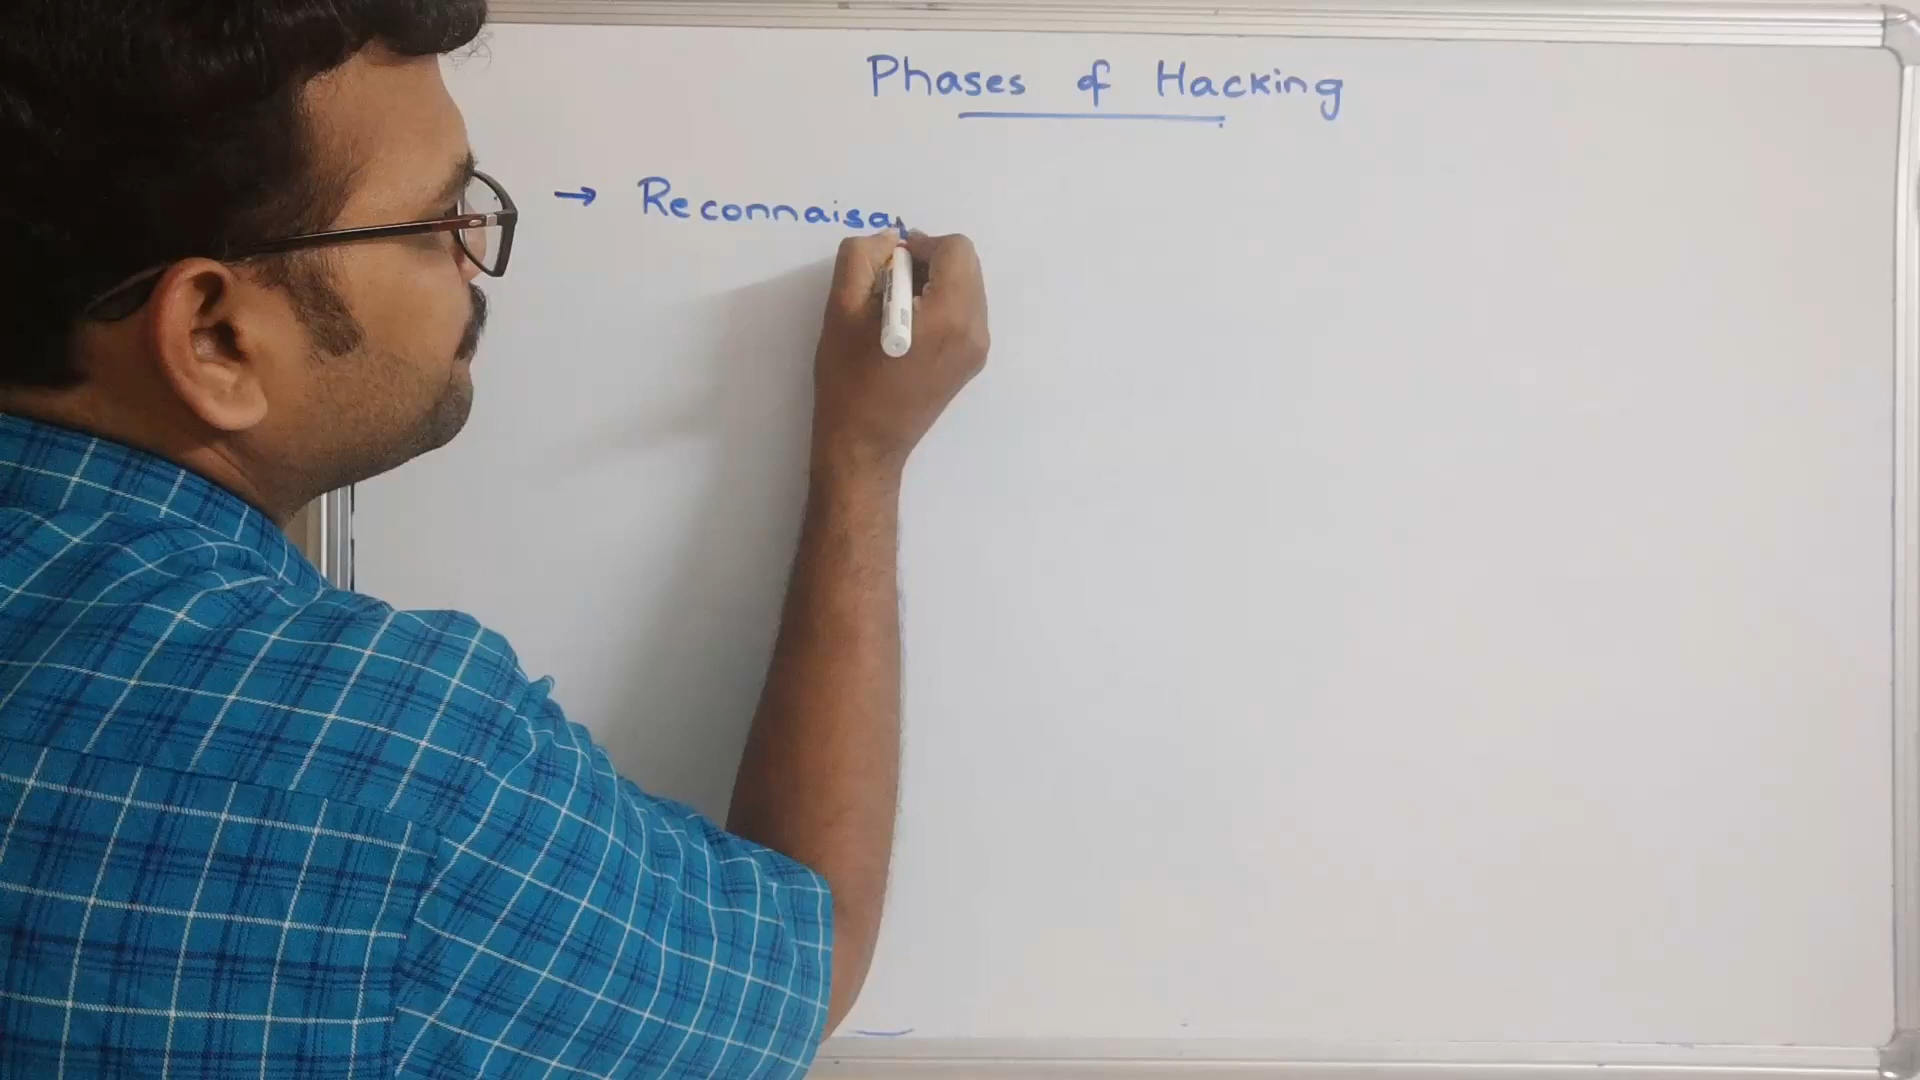 Phases of Hacking
→ Reconnaisa